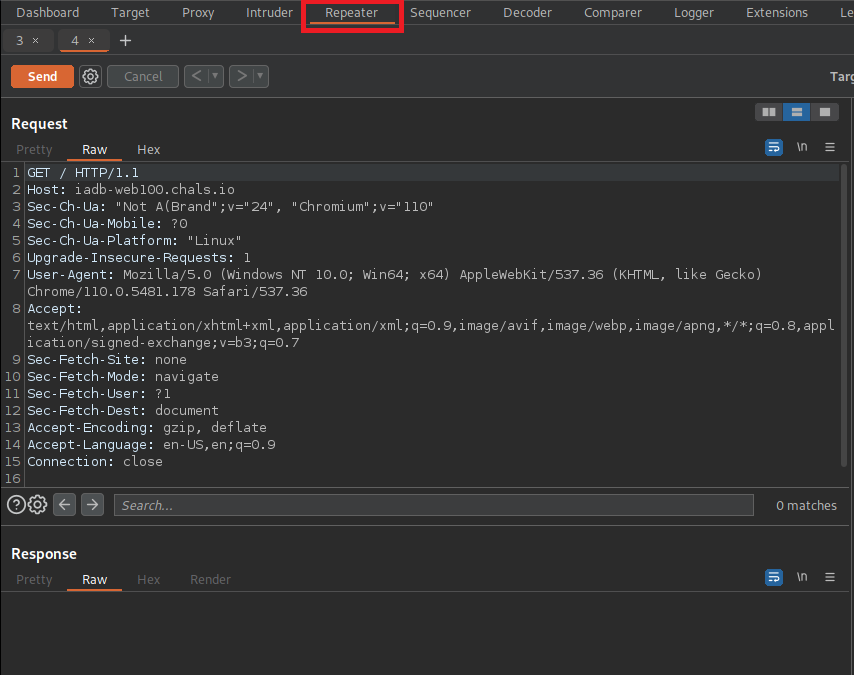 Dashboard Target Proxy Intruder Repeater Sequencer Decoder Comparer Logger Extensions Le
3 × 4 × +
Send Cancel < > Targ
Request
Pretty Raw Hex \n
1 GET / HTTP/1.1
2 Host: iadb-web100.chals.io
3 Sec-Ch-Ua: "Not A(Brand";v="24", "Chromium";v="110"
4 Sec-Ch-Ua-Mobile: ?0
5 Sec-Ch-Ua-Platform: "Linux"
6 Upgrade-Insecure-Requests: 1
7 User-Agent: Mozilla/5.0 (Windows NT 10.0; Win64; x64) AppleWebKit/537.36 (KHTML, like Gecko)
Chrome/110.0.5481.178 Safari/537.36
8 Accept:
text/html,application/xhtml+xml,application/xml;q=0.9,image/avif,image/webp,image/apng,*/*;q=0.8,appl
ication/signed-exchange;v=b3;q=0.7
9 Sec-Fetch-Site: none
10 Sec-Fetch-Mode: navigate
11 Sec-Fetch-User: ?1
12 Sec-Fetch-Dest: document
13 Accept-Encoding: gzip, deflate
14 Accept-Language: en-US,en;q=0.9
15 Connection: close
16
? Search... 0 matches
Response
Pretty Raw Hex Render \n